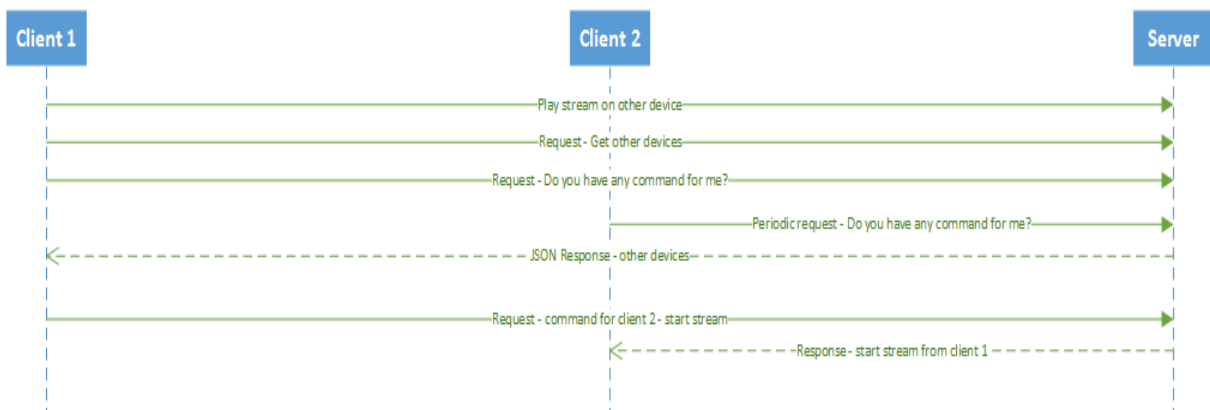 Client 1
Client 2
Server
Play stream on other device
Request - Get other devices
Request - Do you have any command for me?
Periodic request - Do you have any command for me?
JSON Response - other devices
Request - command for client 2 - start stream
Response - start stream from client 1